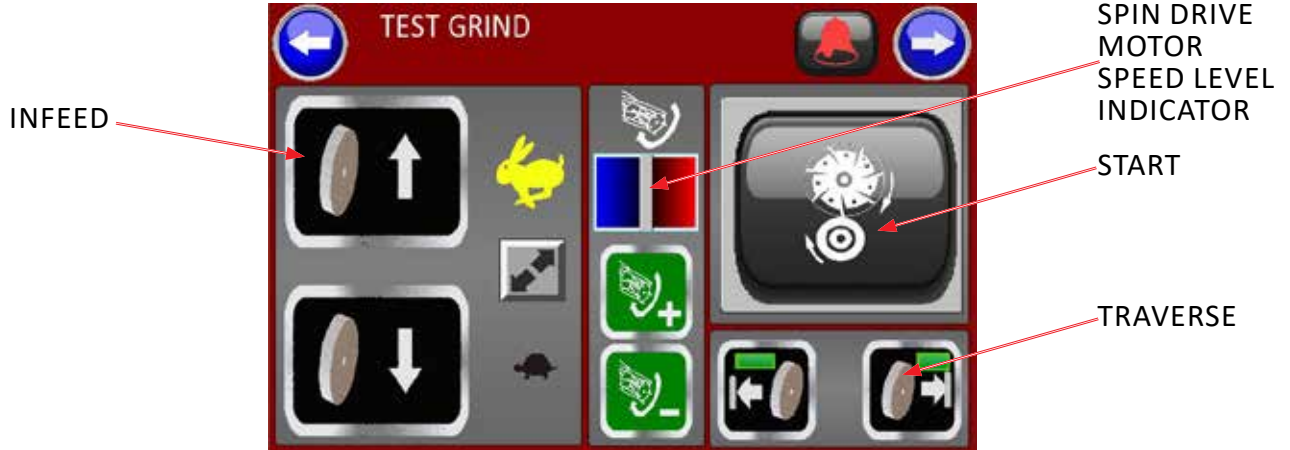 TEST GRIND
SPIN DRIVE
MOTOR
SPEED LEVEL
INDICATOR
INFEED
START
TRAVERSE